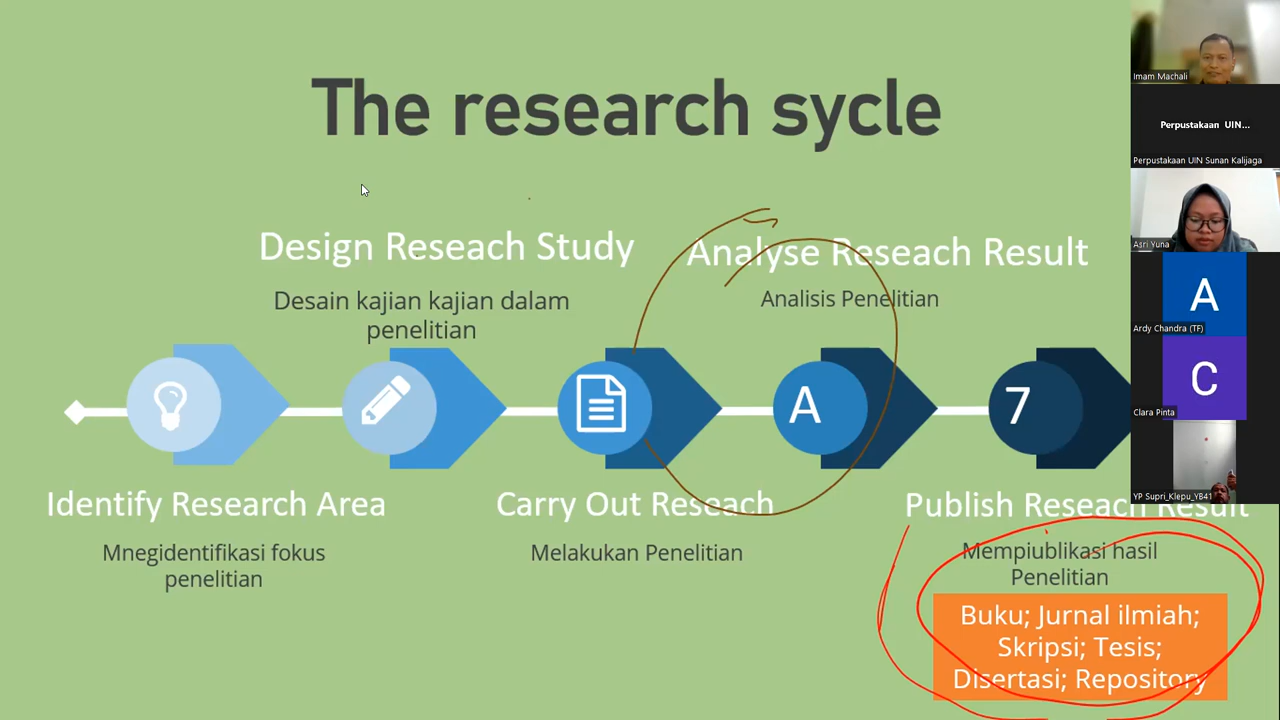 The research sycle
Design Reseach Study
Desain kajian kajian dalam
penelitian
Analyse Reseach Result
Analisis Penelitian
A
7
Identify Research Area
Mnegidentifikasi fokus
penelitian
Carry Out Reseach
Melakukan Penelitian
Publish Reseach Result
Mempiublikasi hasil
Penelitian
Buku; Jurnal ilmiah;
Skripsi; Tesis;
Disertasi; Repository
Imam Machali
Perpustakaan UIN...
Perpustakaan UIN Sunan Kalijaga
Asri Yuna
A
Ardy Chandra (TF)
C
Clara Pinta
YP Supri_Klepu_YB41